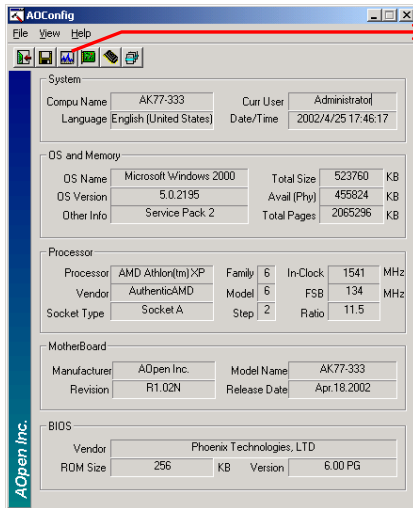 AOConfig
File View Help
System
Compu Name AK77-333 Curr User Administrator
Language English (United States) Date/Time 2002/4/25 17:46:17
OS and Memory
OS Name Microsoft Windows 2000 Total Size 523760 KB
OS Version 5.0.2195 Avail (Phy) 455824 KB
Other Info Service Pack 2 Total Pages 2065296 KB
Processor
Processor AMD Athlon(tm) XP Family 6 In-Clock 1541 MHz
Vendor AuthenticAMD Model 6 FSB 134 MHz
Socket Type Socket A Step 2 Ratio 11.5
MotherBoard
Manufacturer AOpen Inc. Model Name AK77-333
Revision R1.02N Release Date Apr.18.2002
BIOS
Vendor Phoenix Technologies, LTD
ROM Size 256 KB Version 6.00 PG
AOpen Inc.